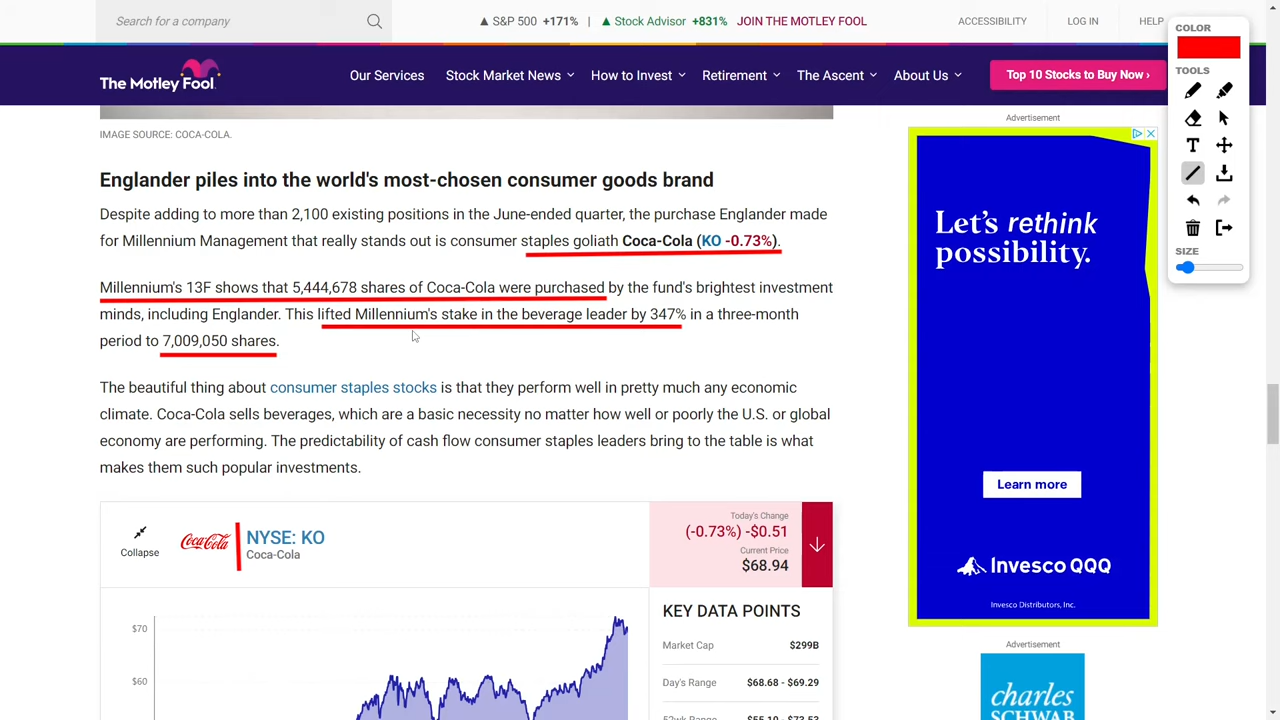 Search for a company
▲ S&P 500 +171% | ▲ Stock Advisor +831% JOIN THE MOTLEY FOOL
ACCESSIBILITY LOG IN HELP
The Motley Fool
Our Services Stock Market News How to Invest Retirement The Ascent About Us
Top 10 Stocks to Buy Now ›
IMAGE SOURCE: COCA-COLA.
Englander piles into the world's most-chosen consumer goods brand
Despite adding to more than 2,100 existing positions in the June-ended quarter, the purchase Englander made
for Millennium Management that really stands out is consumer staples goliath Coca-Cola (KO -0.73%).
Millennium's 13F shows that 5,444,678 shares of Coca-Cola were purchased by the fund's brightest investment
minds, including Englander. This lifted Millennium's stake in the beverage leader by 347% in a three-month
period to 7,009,050 shares.
The beautiful thing about consumer staples stocks is that they perform well in pretty much any economic
climate. Coca-Cola sells beverages, which are a basic necessity no matter how well or poorly the U.S. or global
economy are performing. The predictability of cash flow consumer staples leaders bring to the table is what
makes them such popular investments.
Collapse
Coca-Cola
NYSE: KO
Coca-Cola
Today's Change
(-0.73%) -$0.51
Current Price
$68.94
$70
$60
KEY DATA POINTS
Market Cap $299B
Day's Range $68.68 - $69.29
52wk Range $55.10 - $73.53
Advertisement
Let's rethink
possibility.
Learn more
Invesco QQQ
Invesco Distributors, Inc.
Advertisement
charles
SCHWAB
COLOR
TOOLS
T
SIZE